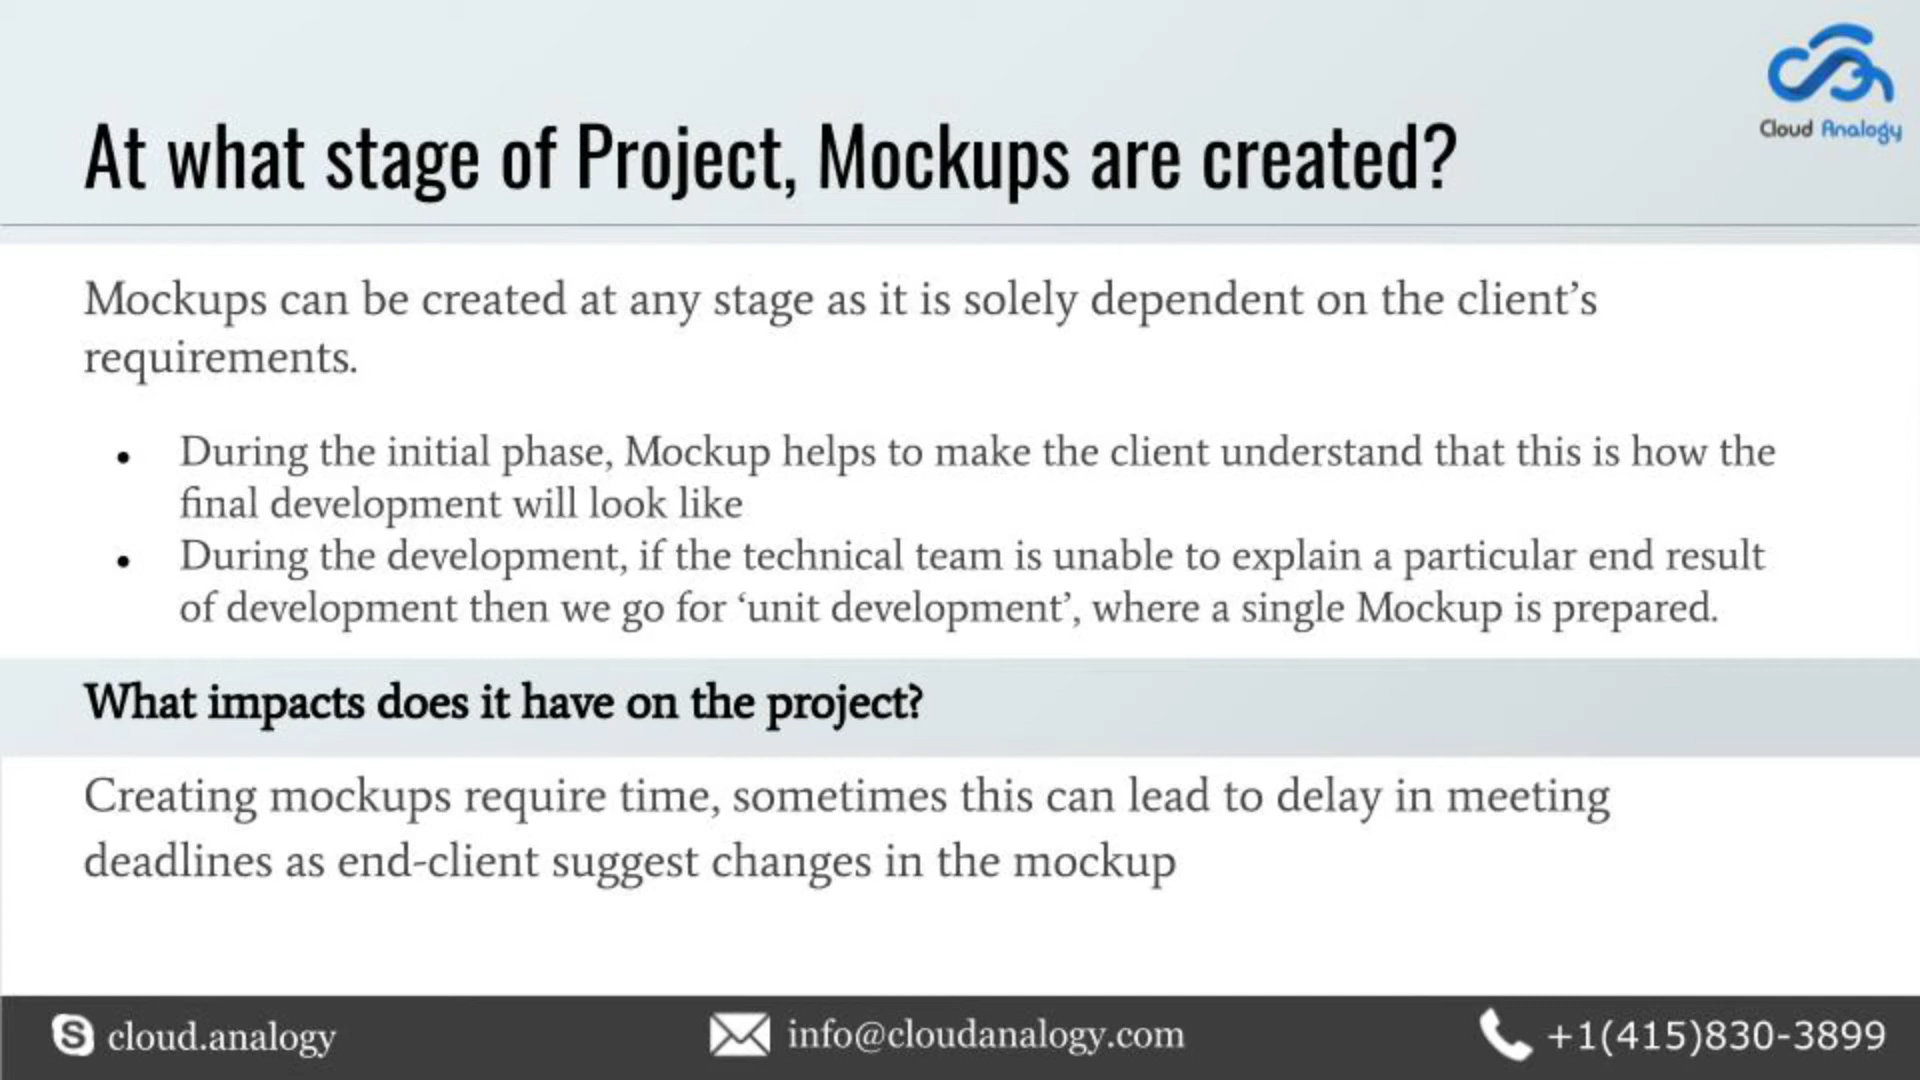 Cloud Analogy
At what stage of Project, Mockups are created?
Mockups can be created at any stage as it is solely dependent on the client’s
requirements.
• During the initial phase, Mockup helps to make the client understand that this is how the
final development will look like
• During the development, if the technical team is unable to explain a particular end result
of development then we go for ‘unit development’, where a single Mockup is prepared.
What impacts does it have on the project?
Creating mockups require time, sometimes this can lead to delay in meeting
deadlines as end-client suggest changes in the mockup
cloud.analogy
info@cloudanalogy.com
+1(415)830-3899